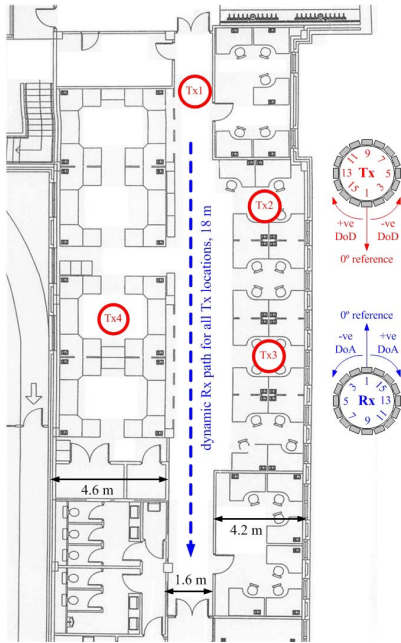 Tx1
Tx2
Tx4
Tx3
dynamic Rx path for all Tx locations, 18 m
4.6 m
4.2 m
1.6 m
9
11
7
13
Tx
5
15
3
1
+ve
DoD
-ve
DoD
0º reference
0º reference
-ve
DoA
+ve
DoA
1
3
15
5
Rx
13
7
11
9